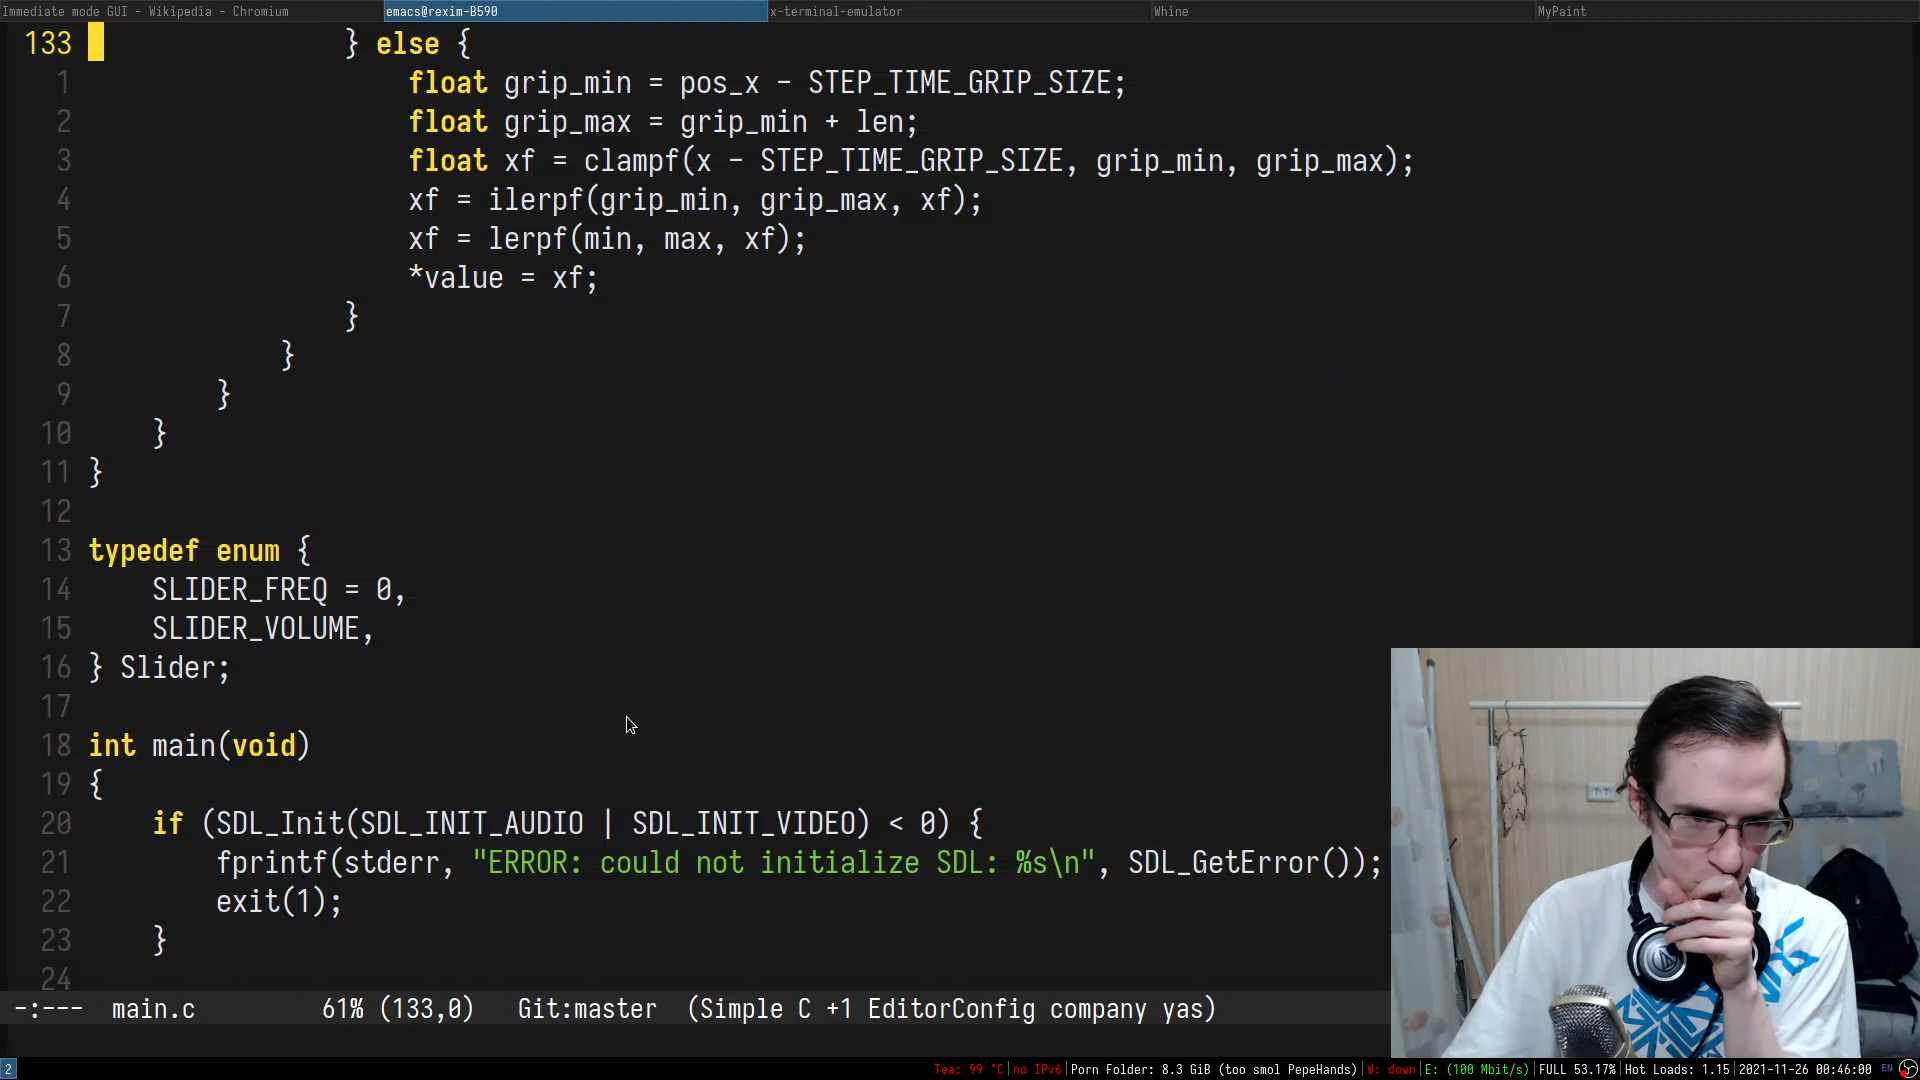 Immediate mode GUI - Wikipedia - Chromium emacs@rexim-B590 x-terminal-emulator Whine MyPaint
133 } else {
1 float grip_min = pos_x - STEP_TIME_GRIP_SIZE;
2 float grip_max = grip_min + len;
3 float xf = clampf(x - STEP_TIME_GRIP_SIZE, grip_min, grip_max);
4 xf = ilerpf(grip_min, grip_max, xf);
5 xf = lerpf(min, max, xf);
6 *value = xf;
7 }
8 }
9 }
10 }
11 }
12
13 typedef enum {
14 SLIDER_FREQ = 0,
15 SLIDER_VOLUME,
16 } Slider;
17
18 int main(void)
19 {
20 if (SDL_Init(SDL_INIT_AUDIO | SDL_INIT_VIDEO) < 0) {
21 fprintf(stderr, "ERROR: could not initialize SDL: %s\n", SDL_GetError());
22 exit(1);
23 }
24
-:--- main.c 61% (133,0) Git:master (Simple C +1 EditorConfig company yas)
2 Tea: 99 °C|no IPv6|Porn Folder: 8.3 GiB (too smol PepeHands)|W: down|E: (100 Mbit/s)|FULL 53.17%|Hot Loads: 1.15|2021-11-26 00:46:00 EN